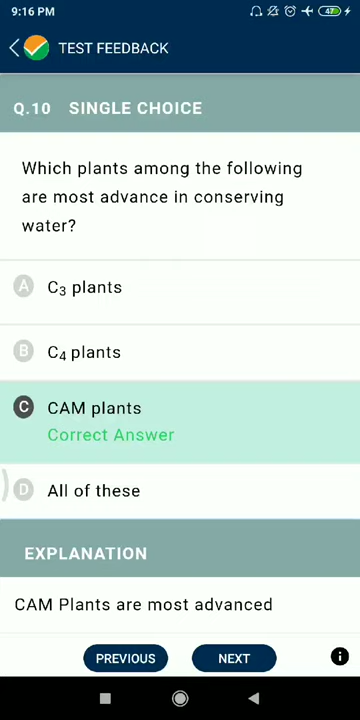 9:16 PM
47
TEST FEEDBACK
Q.10 SINGLE CHOICE
Which plants among the following
are most advance in conserving
water?
A C₃ plants
B C₄ plants
C CAM plants
Correct Answer
D All of these
EXPLANATION
CAM Plants are most advanced
PREVIOUS NEXT